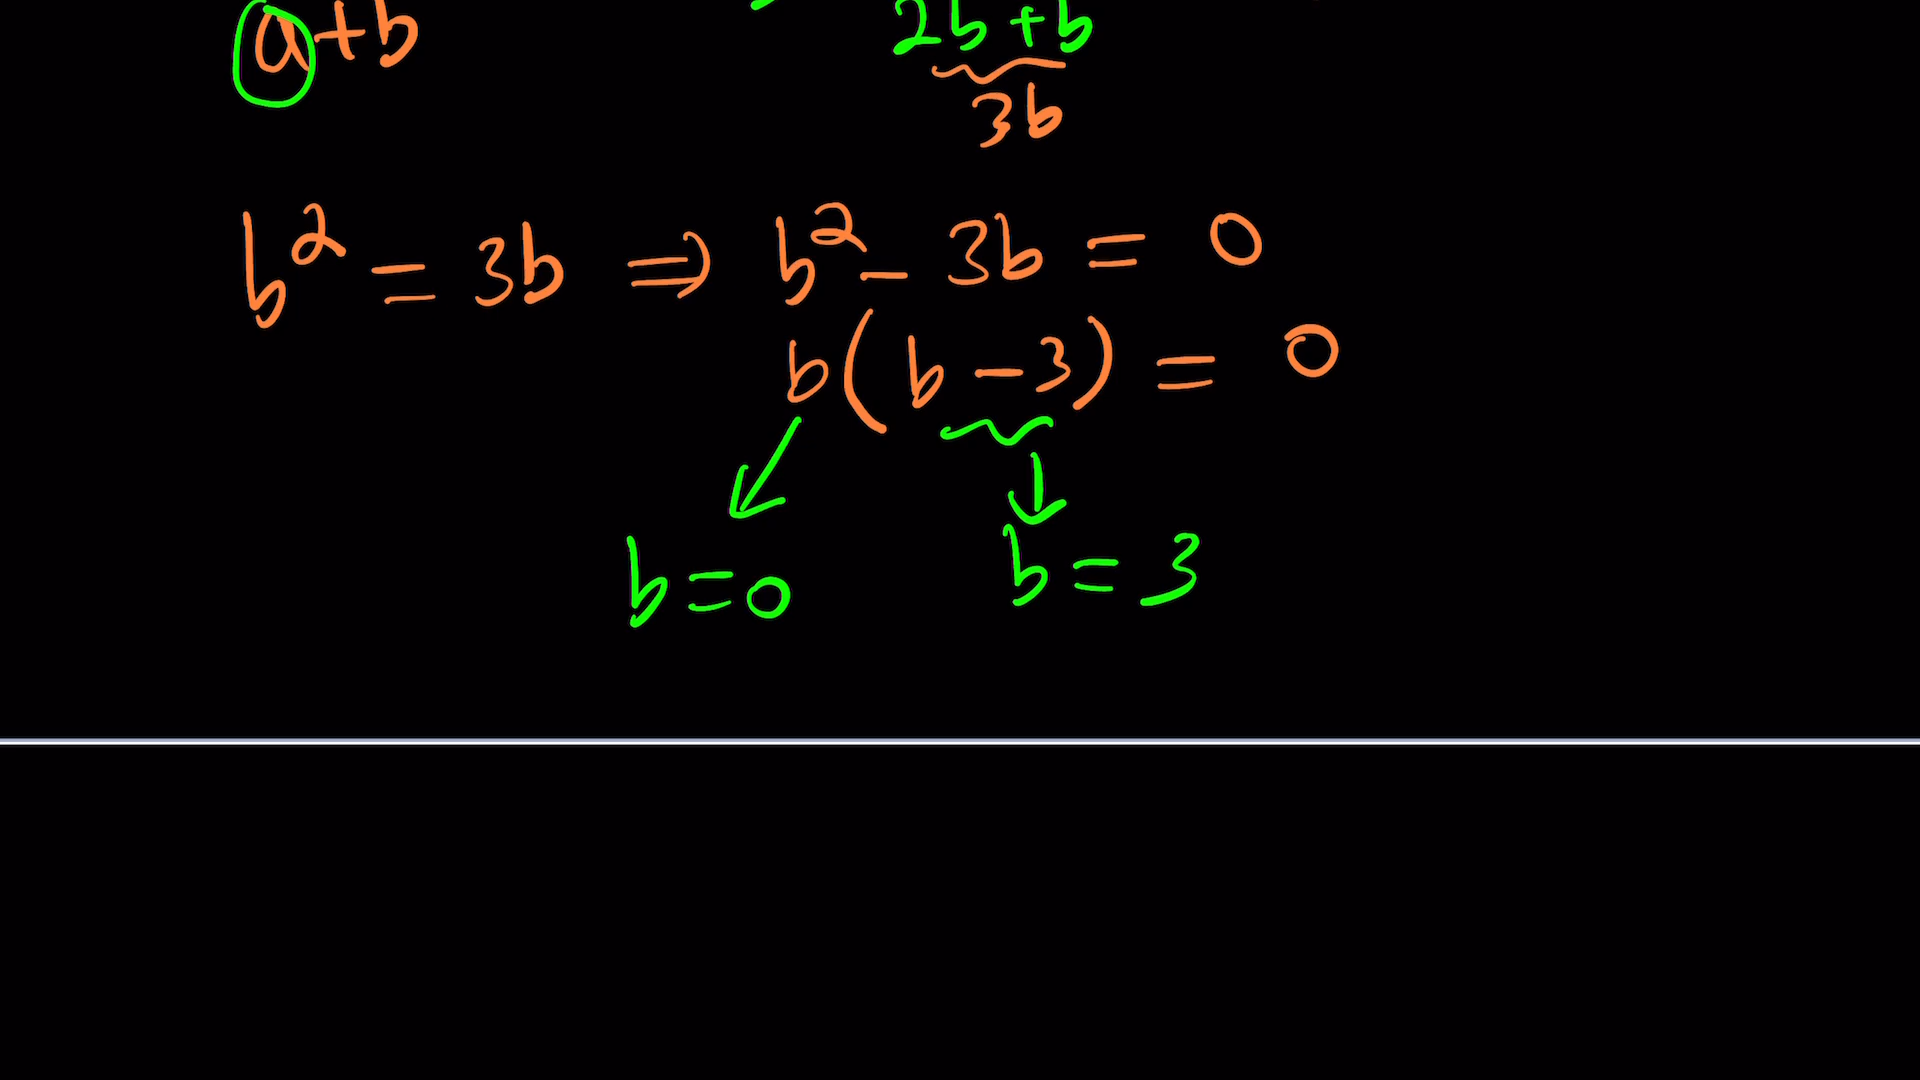 a+b
2b+b
3b
b² = 3b ⇒ b² - 3b = 0
b(b-3) = 0
b=0 b=3